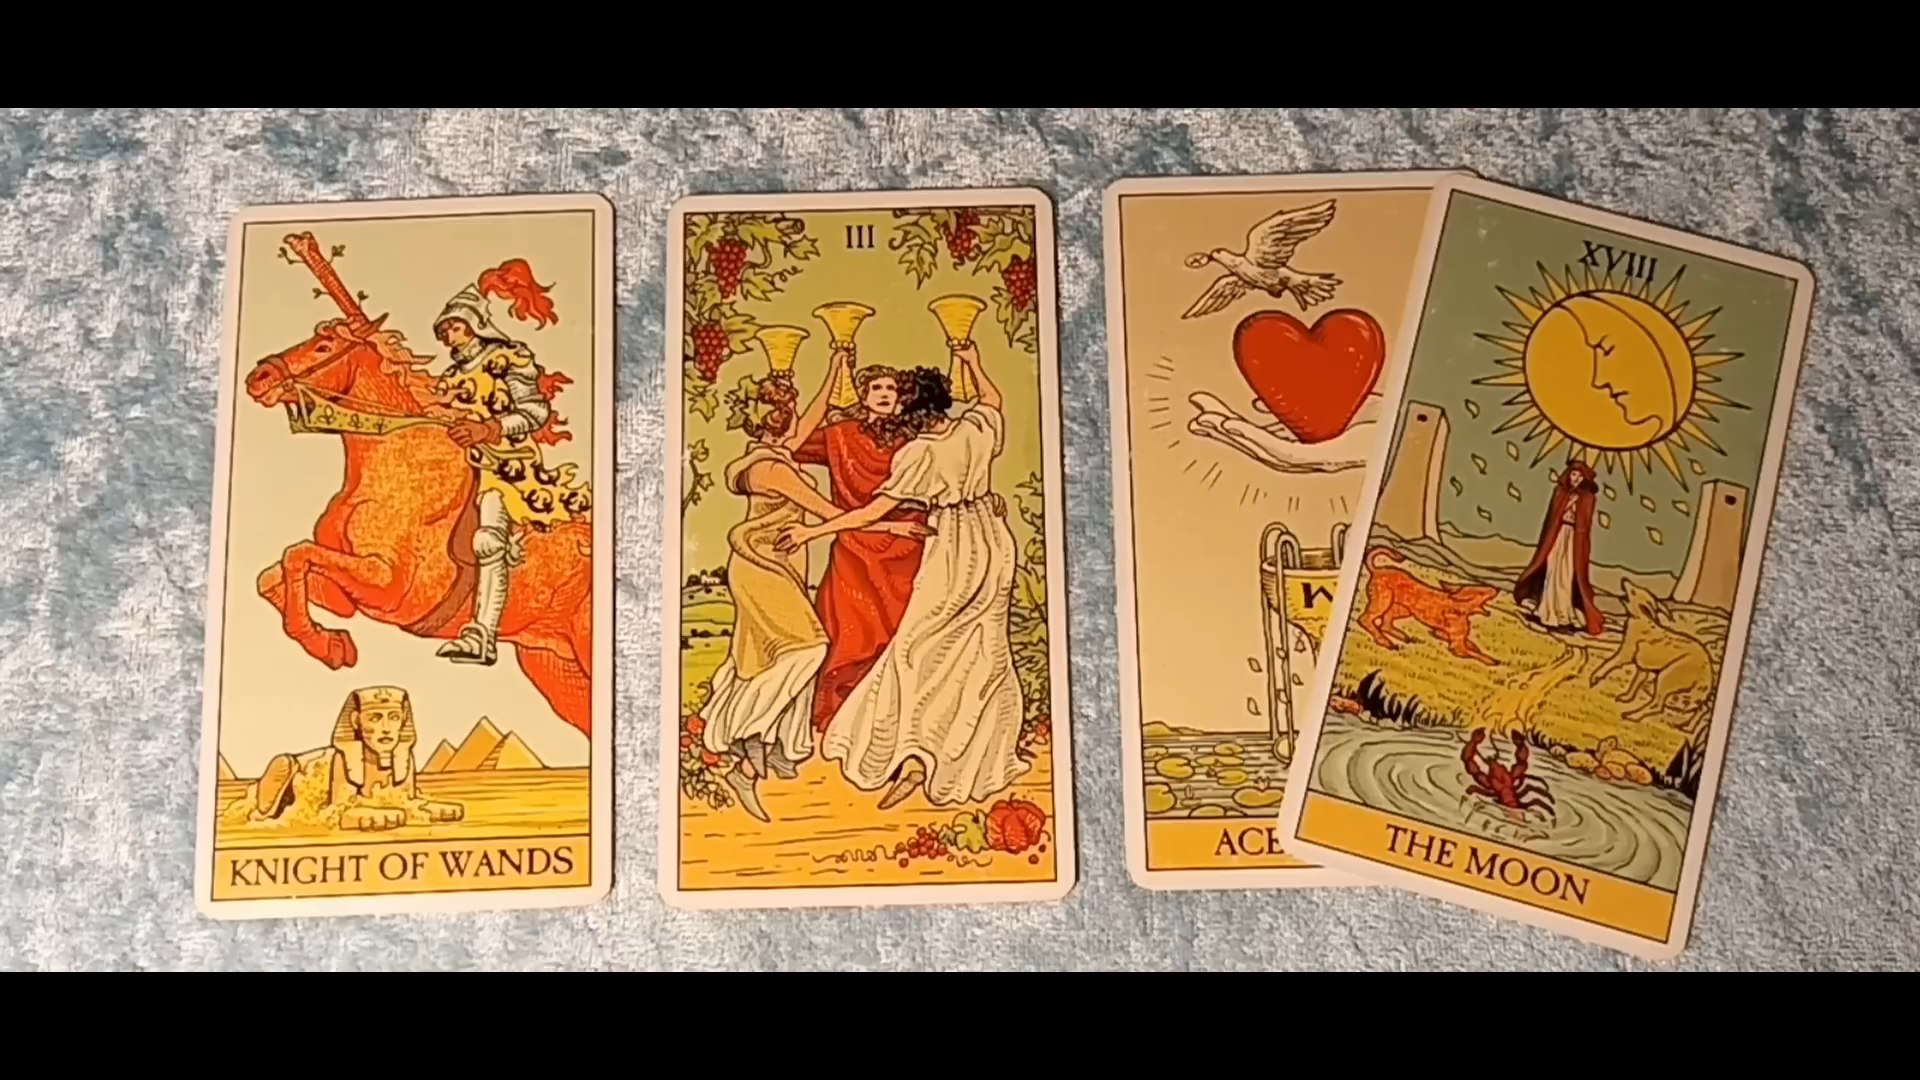 KNIGHT OF WANDS
III
ACE
XVIII
THE MOON